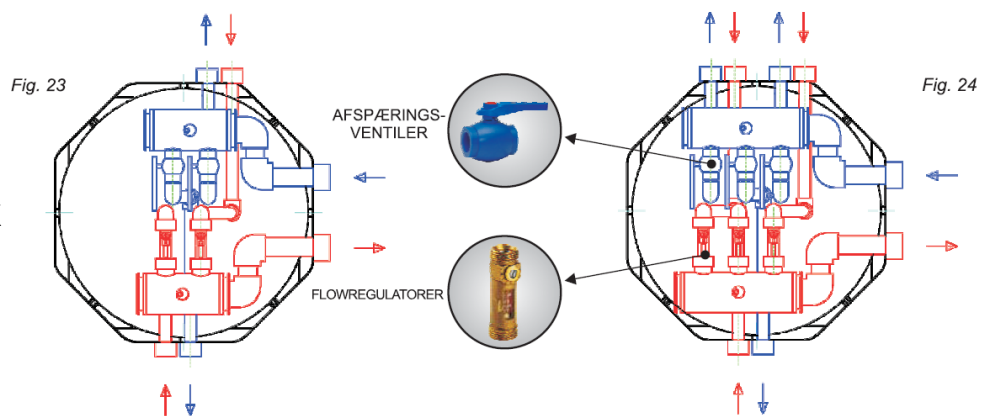 Fig. 23
AFSPÆRINGS-
VENTILER
Fig. 24
FLOWREGULATORER